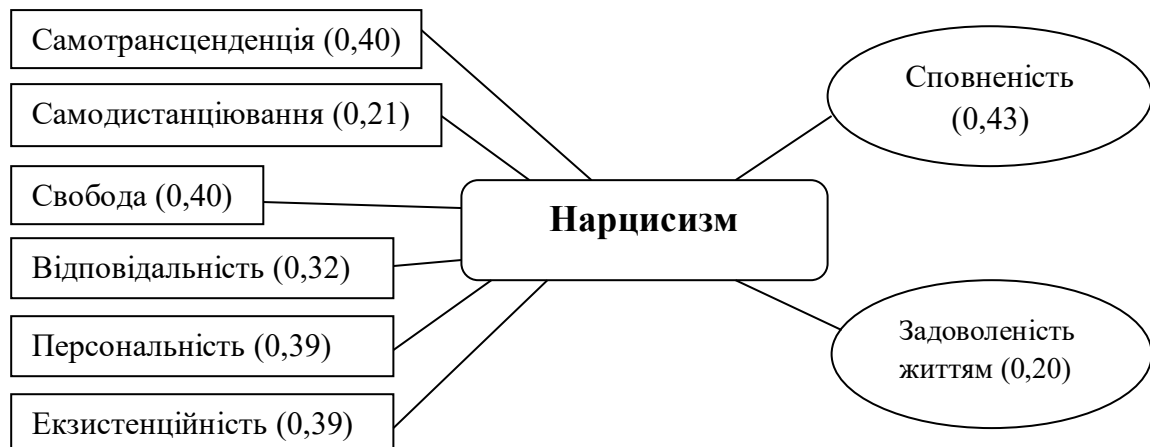 Самотрансценденція (0,40)
Самодистанціювання (0,21)
Свобода (0,40)
Відповідальність (0,32)
Персональність (0,39)
Екзистенційність (0,39)
Нарцисизм
Сповненість
(0,43)
Задоволеність
життям (0,20)